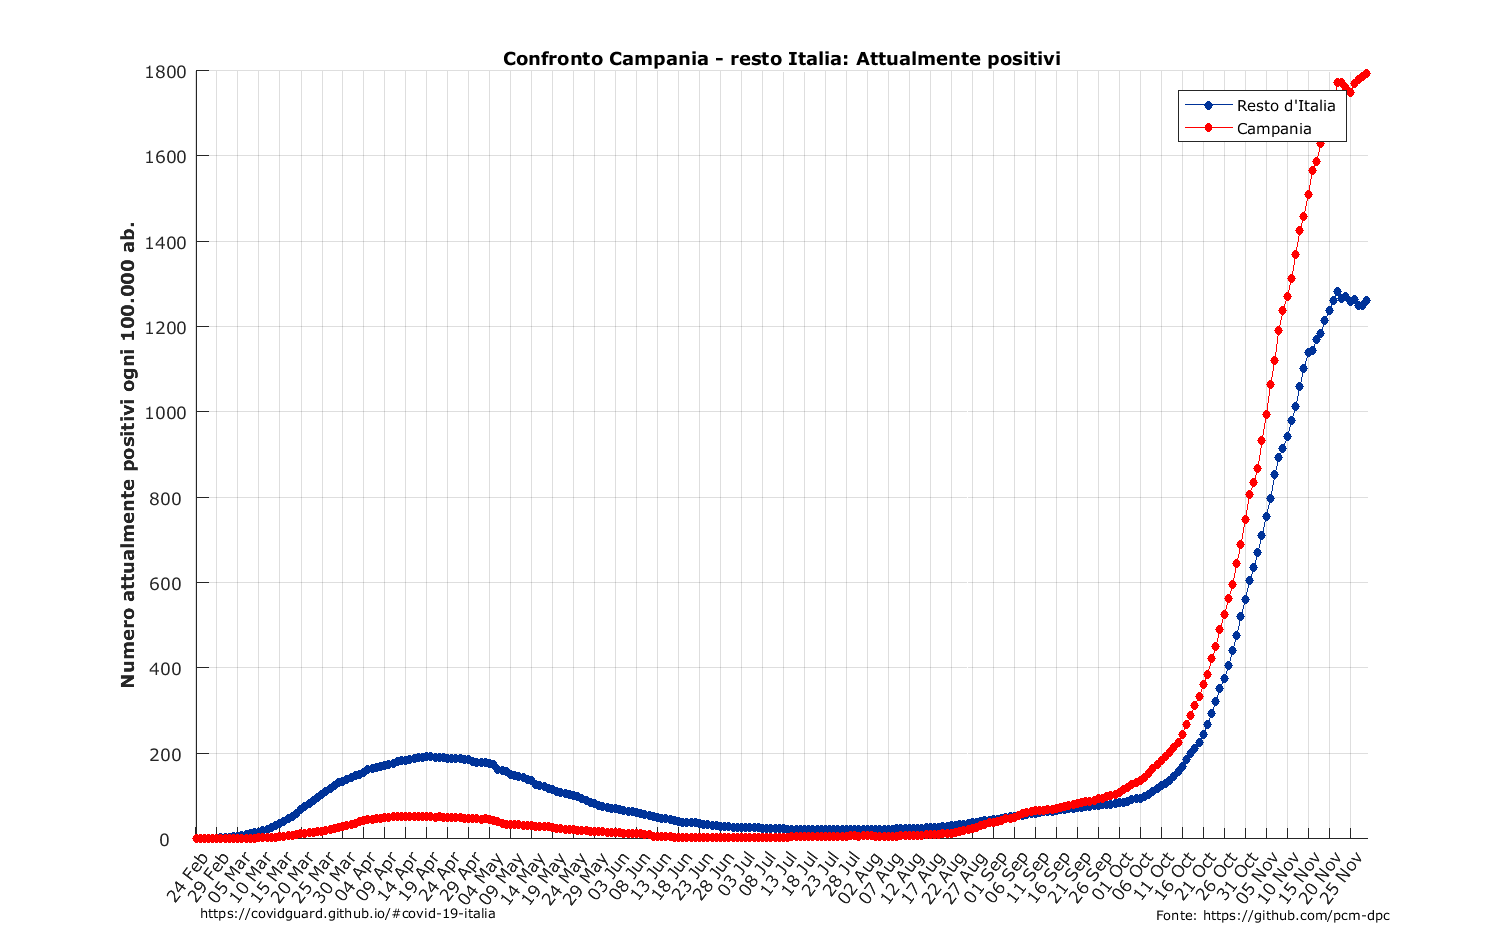 Confronto Campania - resto Italia: Attualmente positivi
Numero attualmente positivi ogni 100.000 ab.
1800
1600
1400
1200
1000
800
600
400
200
0
Resto d'Italia
Campania
24 Feb
29 Feb
05 Mar
10 Mar
15 Mar
20 Mar
25 Mar
30 Mar
04 Apr
09 Apr
14 Apr
19 Apr
24 Apr
29 Apr
04 May
09 May
14 May
19 May
24 May
29 May
03 Jun
08 Jun
13 Jun
18 Jun
23 Jun
28 Jun
03 Jul
08 Jul
13 Jul
18 Jul
23 Jul
28 Jul
02 Aug
07 Aug
12 Aug
17 Aug
22 Aug
27 Aug
01 Sep
06 Sep
11 Sep
16 Sep
21 Sep
26 Sep
01 Oct
06 Oct
11 Oct
16 Oct
21 Oct
26 Oct
31 Oct
05 Nov
10 Nov
15 Nov
20 Nov
25 Nov
https://covidguard.github.io/#covid-19-italia
Fonte: https://github.com/pcm-dpc